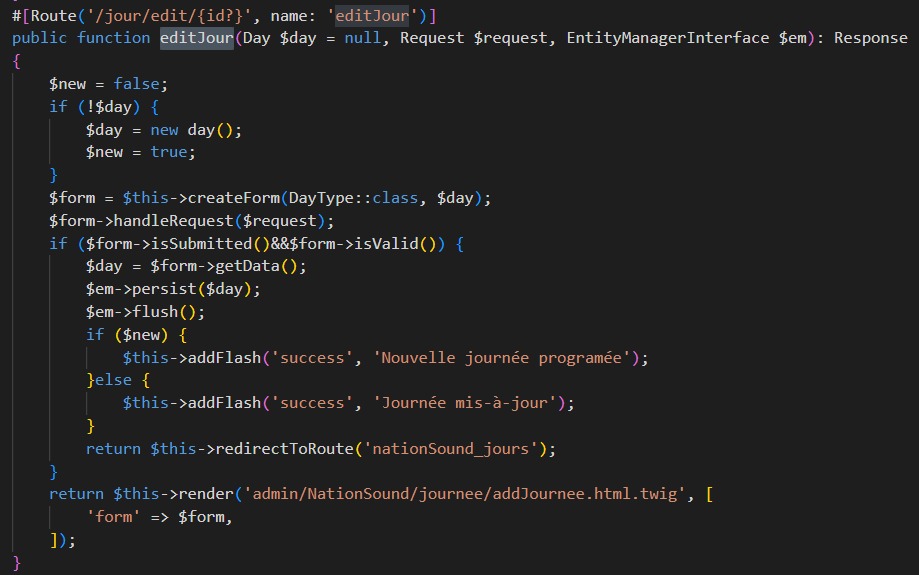 #[Route('/jour/edit/{id?}', name: 'editJour')]
public function editJour(Day $day = null, Request $request, EntityManagerInterface $em): Response
{
    $new = false;
    if (!$day) {
        $day = new day();
        $new = true;
    }
    $form = $this->createForm(DayType::class, $day);
    $form->handleRequest($request);
    if ($form->isSubmitted()&&$form->isValid()) {
        $day = $form->getData();
        $em->persist($day);
        $em->flush();
        if ($new) {
            $this->addFlash('success', 'Nouvelle journée programée');
        }else {
            $this->addFlash('success', 'Journée mis-à-jour');
        }
        return $this->redirectToRoute('nationSound_jours');
    }
    return $this->render('admin/NationSound/journee/addJournee.html.twig', [
        'form' => $form,
    ]);
}